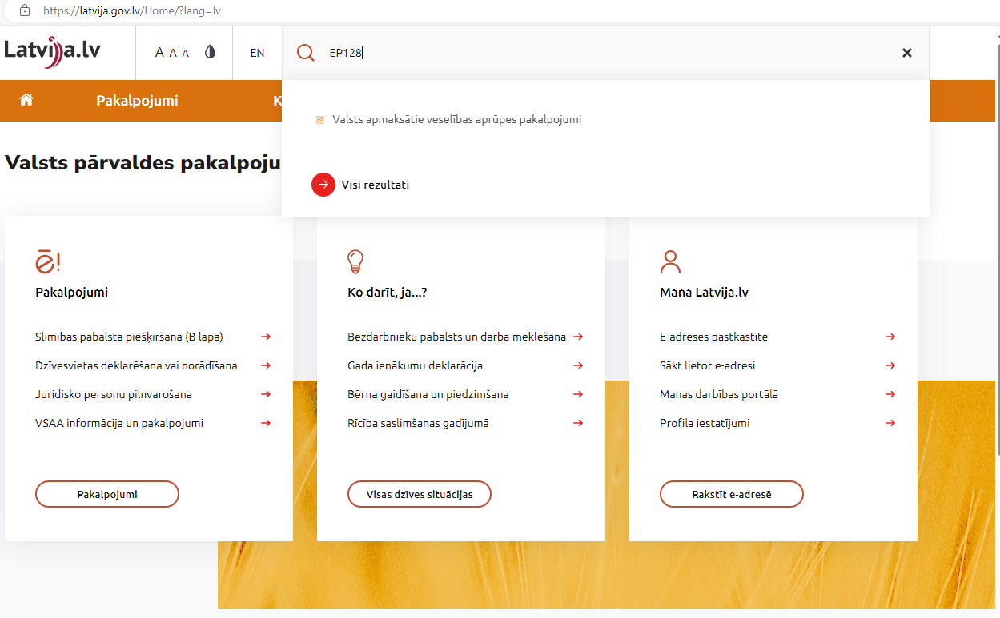 https://latvija.gov.lv/Home/?lang=lv
Latvija.lv
A A A
EN
EP128
Pakalpojumi
K
Valsts apmaksātie veselības aprūpes pakalpojumi
Visi rezultāti
Valsts pārvaldes pakalpoju
ē!
Pakalpojumi
Slimības pabalsta piešķiršana (B lapa)
Dzīvesvietas deklarēšana vai norādīšana
Juridisko personu pilnvarošana
VSAA informācija un pakalpojumi
Pakalpojumi
Ko darīt, ja...?
Bezdarbnieku pabalsts un darba meklēšana
Gada ienākumu deklarācija
Bērna gaidīšana un piedzimšana
Rīcība saslimšanas gadījumā
Visas dzīves situācijas
Mana Latvija.lv
E-adreses pastkastīte
Sākt lietot e-adresi
Manas darbības portālā
Profila iestatījumi
Rakstīt e-adresē